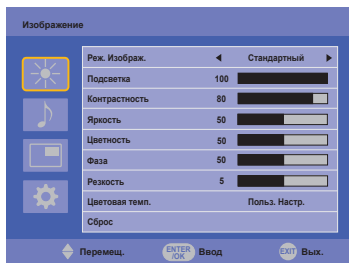 Изображение
Реж. Изображ. Стандартный
Подсветка 100
Контрастность 80
Яркость 50
Цветность 50
Фаза 50
Резкость 5
Цветовая темп. Польз. Настр.
Сброс
Перемещ. ENTER /OK Ввод EXIT Вых.